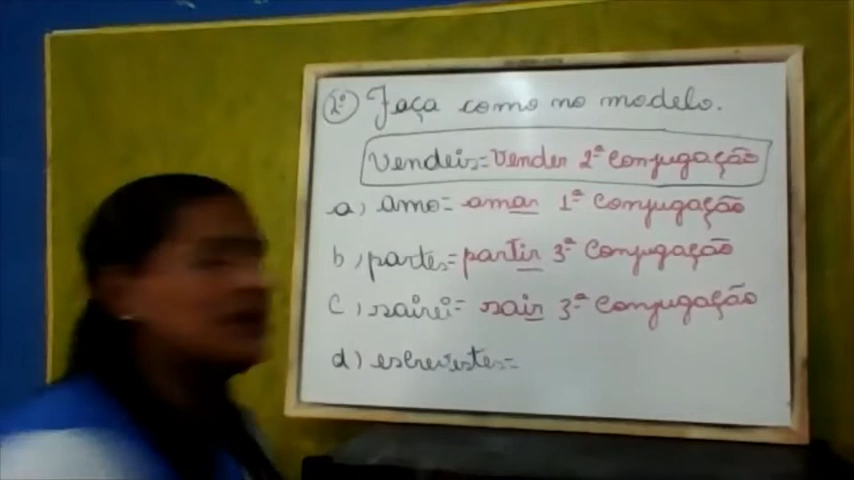 2º Faça como no modelo.
vendeis= vender 2ª conjugação
a) amo= amar 1ª conjugação
b) partes= partir 3ª conjugação
c) sairei= sair 3ª conjugação
d) escrevestes=